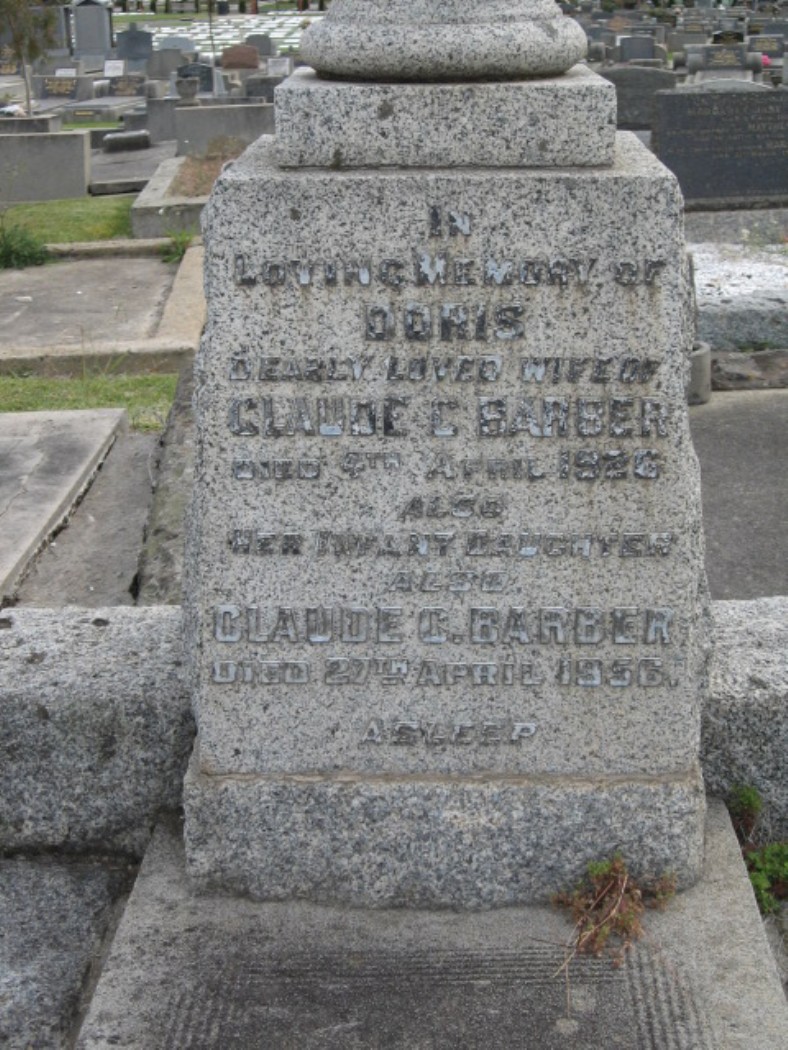 IN
LOVING MEMORY OF
DORIS
DEARLY LOVED WIFE OF
CLAUDE C BARBER
DIED 4TH APRIL 1926
ALSO
HER INFANT DAUGHTER
ALSO
CLAUDE C. BARBER
DIED 27TH APRIL 1956.
ASLEEP